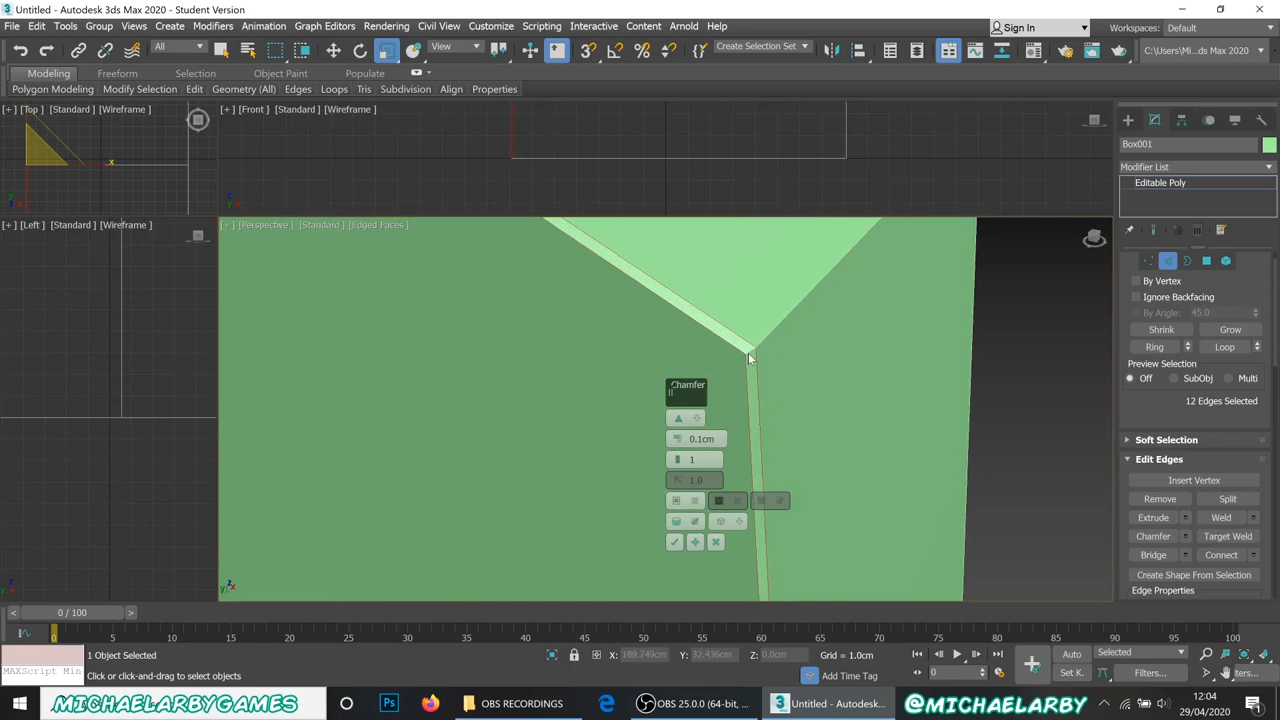 Untitled - Autodesk 3ds Max 2020 - Student Version
File Edit Tools Group Views Create Modifiers Animation Graph Editors Rendering Civil View Customize Scripting Interactive Content Arnold Help
Sign In Workspaces: Default
All View Create Selection Set C:\Users\Mi...ds Max 2020
Modeling Freeform Selection Object Paint Populate
Polygon Modeling Modify Selection Edit Geometry (All) Edges Loops Tris Subdivision Align Properties
[+] [Top] [Standard] [Wireframe]
[+] [Front] [Standard] [Wireframe]
[+] [Left] [Standard] [Wireframe]
[+] [Perspective] [Standard] [Edged Faces]
Chamfer
0.1cm
1
1.0
Box001
Modifier List
Editable Poly
By Vertex
Ignore Backfacing
By Angle: 45.0
Shrink Grow
Ring Loop
Preview Selection
Off SubObj Multi
12 Edges Selected
Soft Selection
Edit Edges
Insert Vertex
Remove Split
Extrude Weld
Chamfer Target Weld
Bridge Connect
Create Shape From Selection
Edge Properties
0 / 100
0 5 10 15 20 25 30 35 40 45 50 55 60 65 70 75 80 85 90 95 100
1 Object Selected X: 189.749cm Y: 32.436cm Z: 0.0cm Grid = 1.0cm Auto Selected
MAXScript Min Click or click-and-drag to select objects Add Time Tag 0 Set K. Filters... ters...
MICHAELARBYGAMES Ps OBS RECORDINGS OBS 25.0.0 (64-bit, ... Untitled - Autodesk... @MICHAELARBY
12:04
29/04/2020